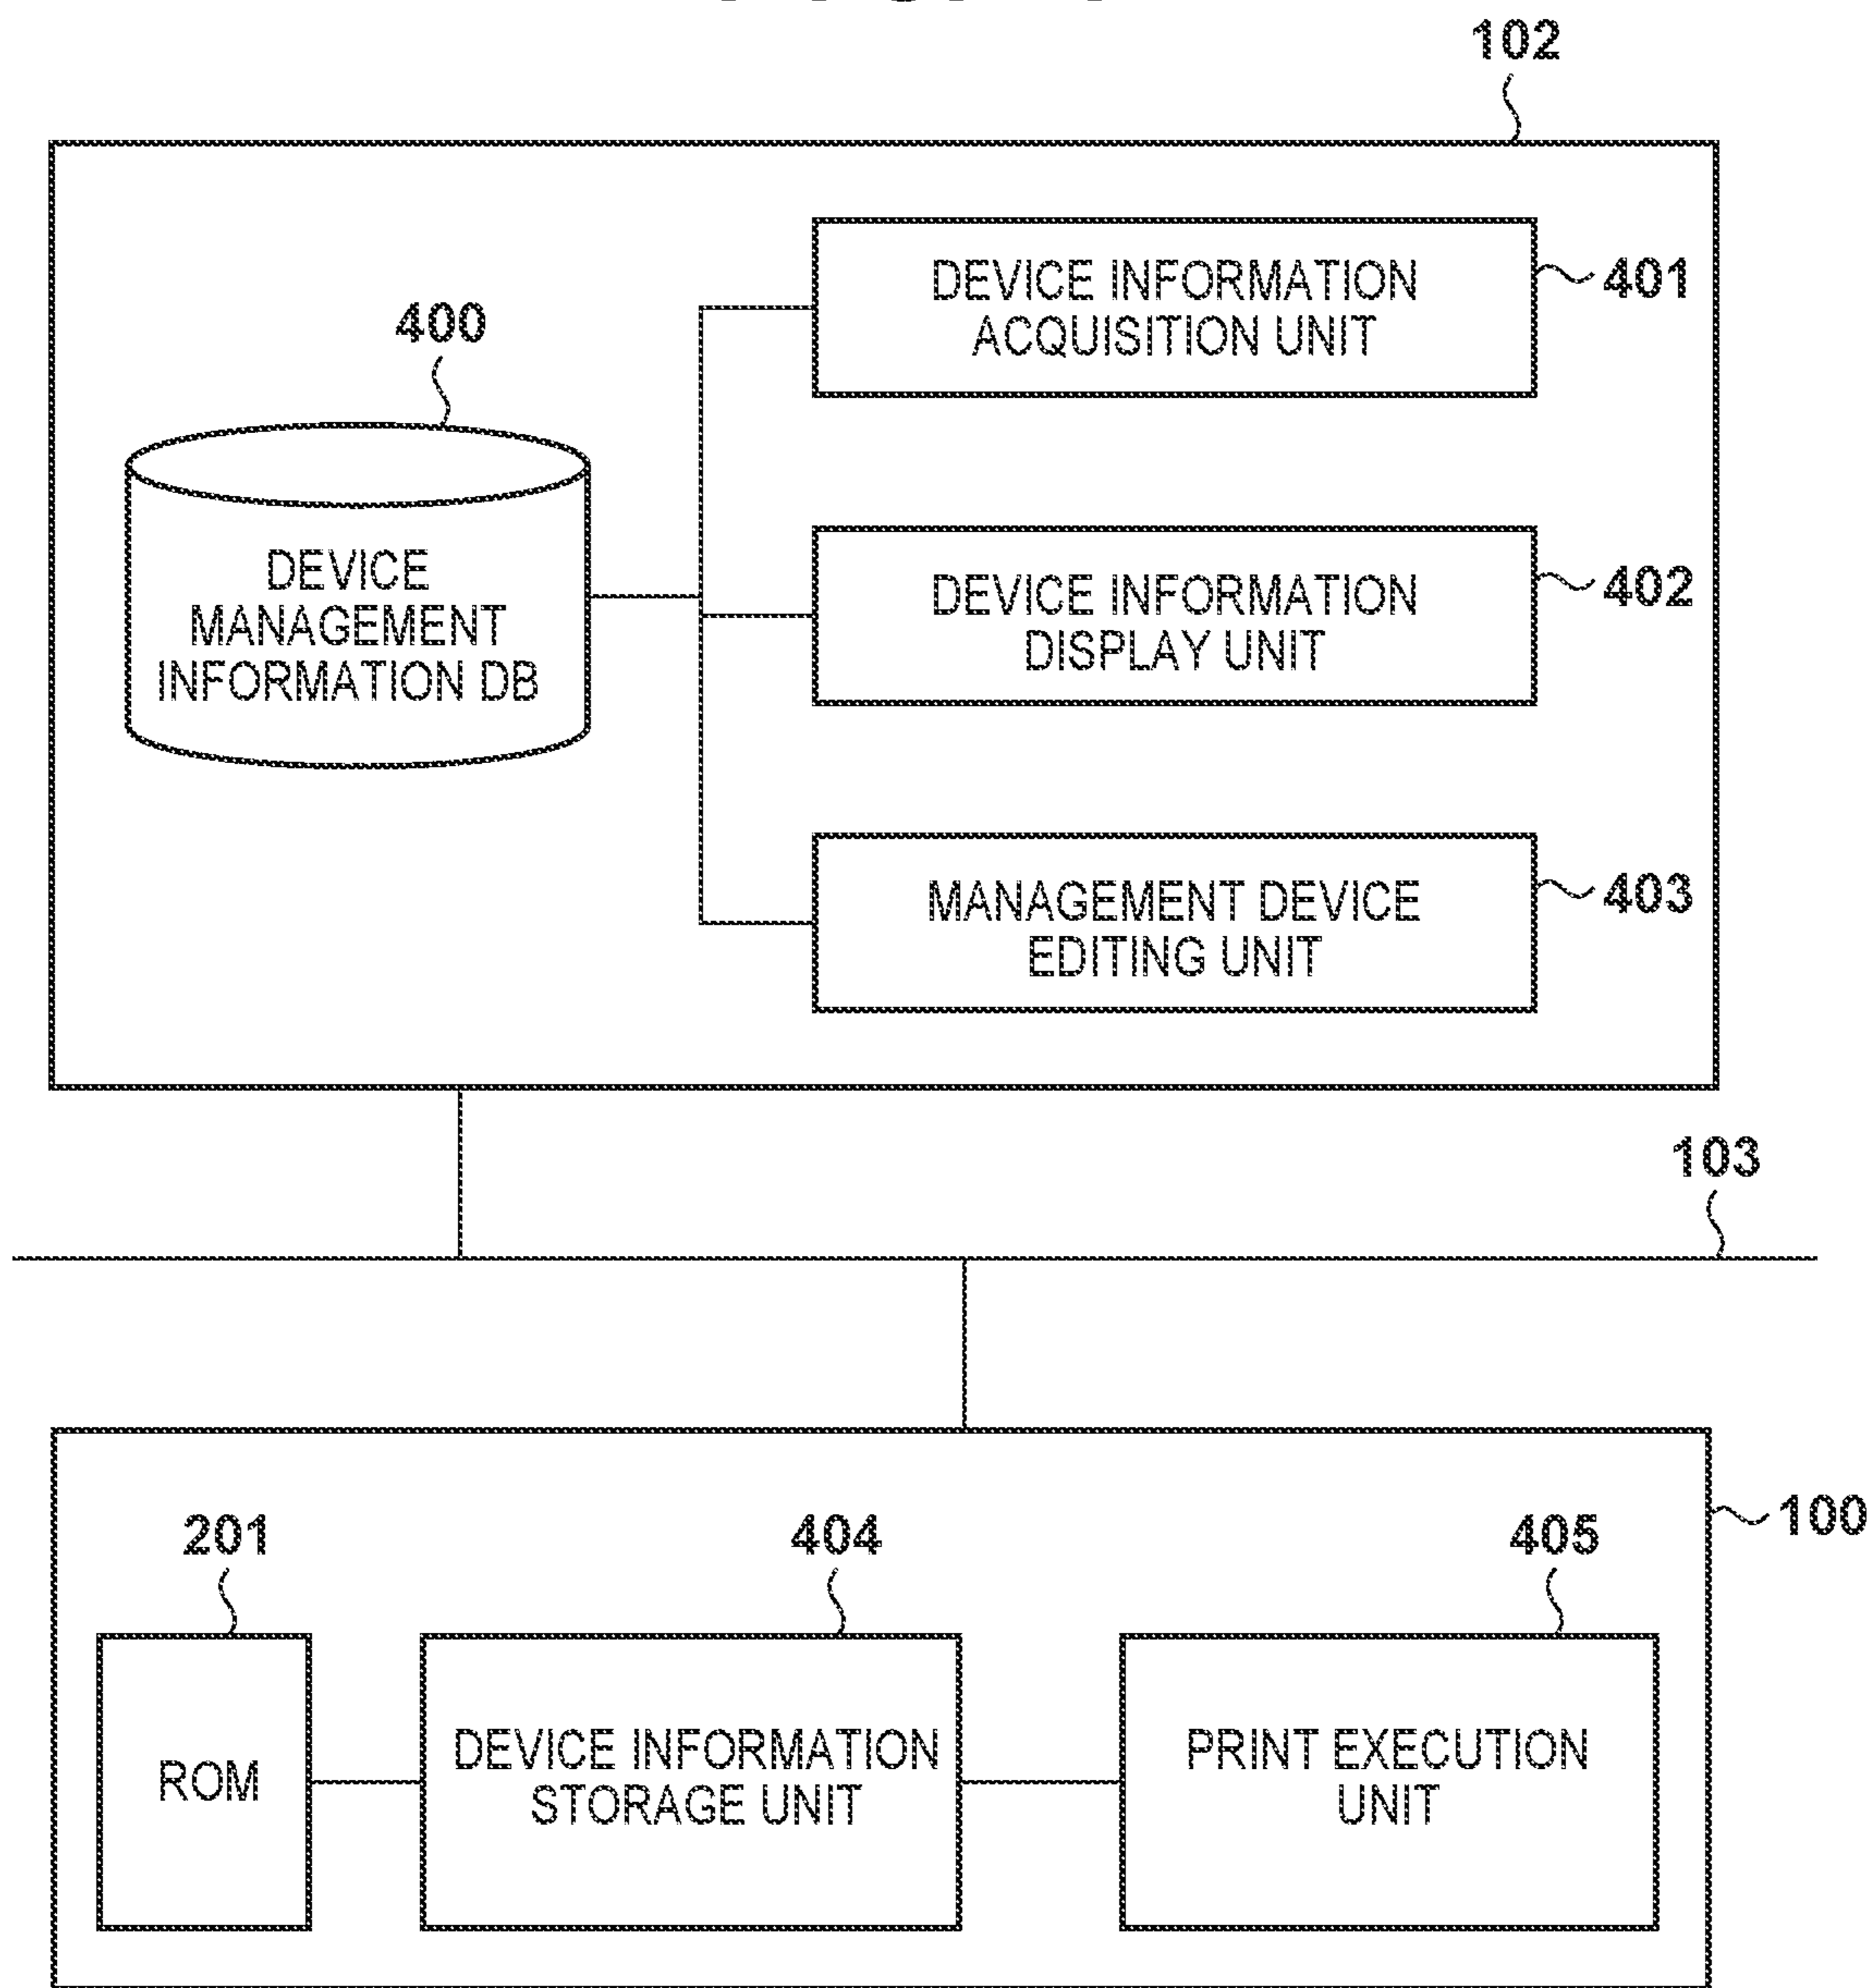 102
400
DEVICE
MANAGEMENT
INFORMATION DB
DEVICE INFORMATION
ACQUISITION UNIT
401
DEVICE INFORMATION
DISPLAY UNIT
402
MANAGEMENT DEVICE
EDITING UNIT
403
103
100
201
ROM
404
DEVICE INFORMATION
STORAGE UNIT
405
PRINT EXECUTION
UNIT